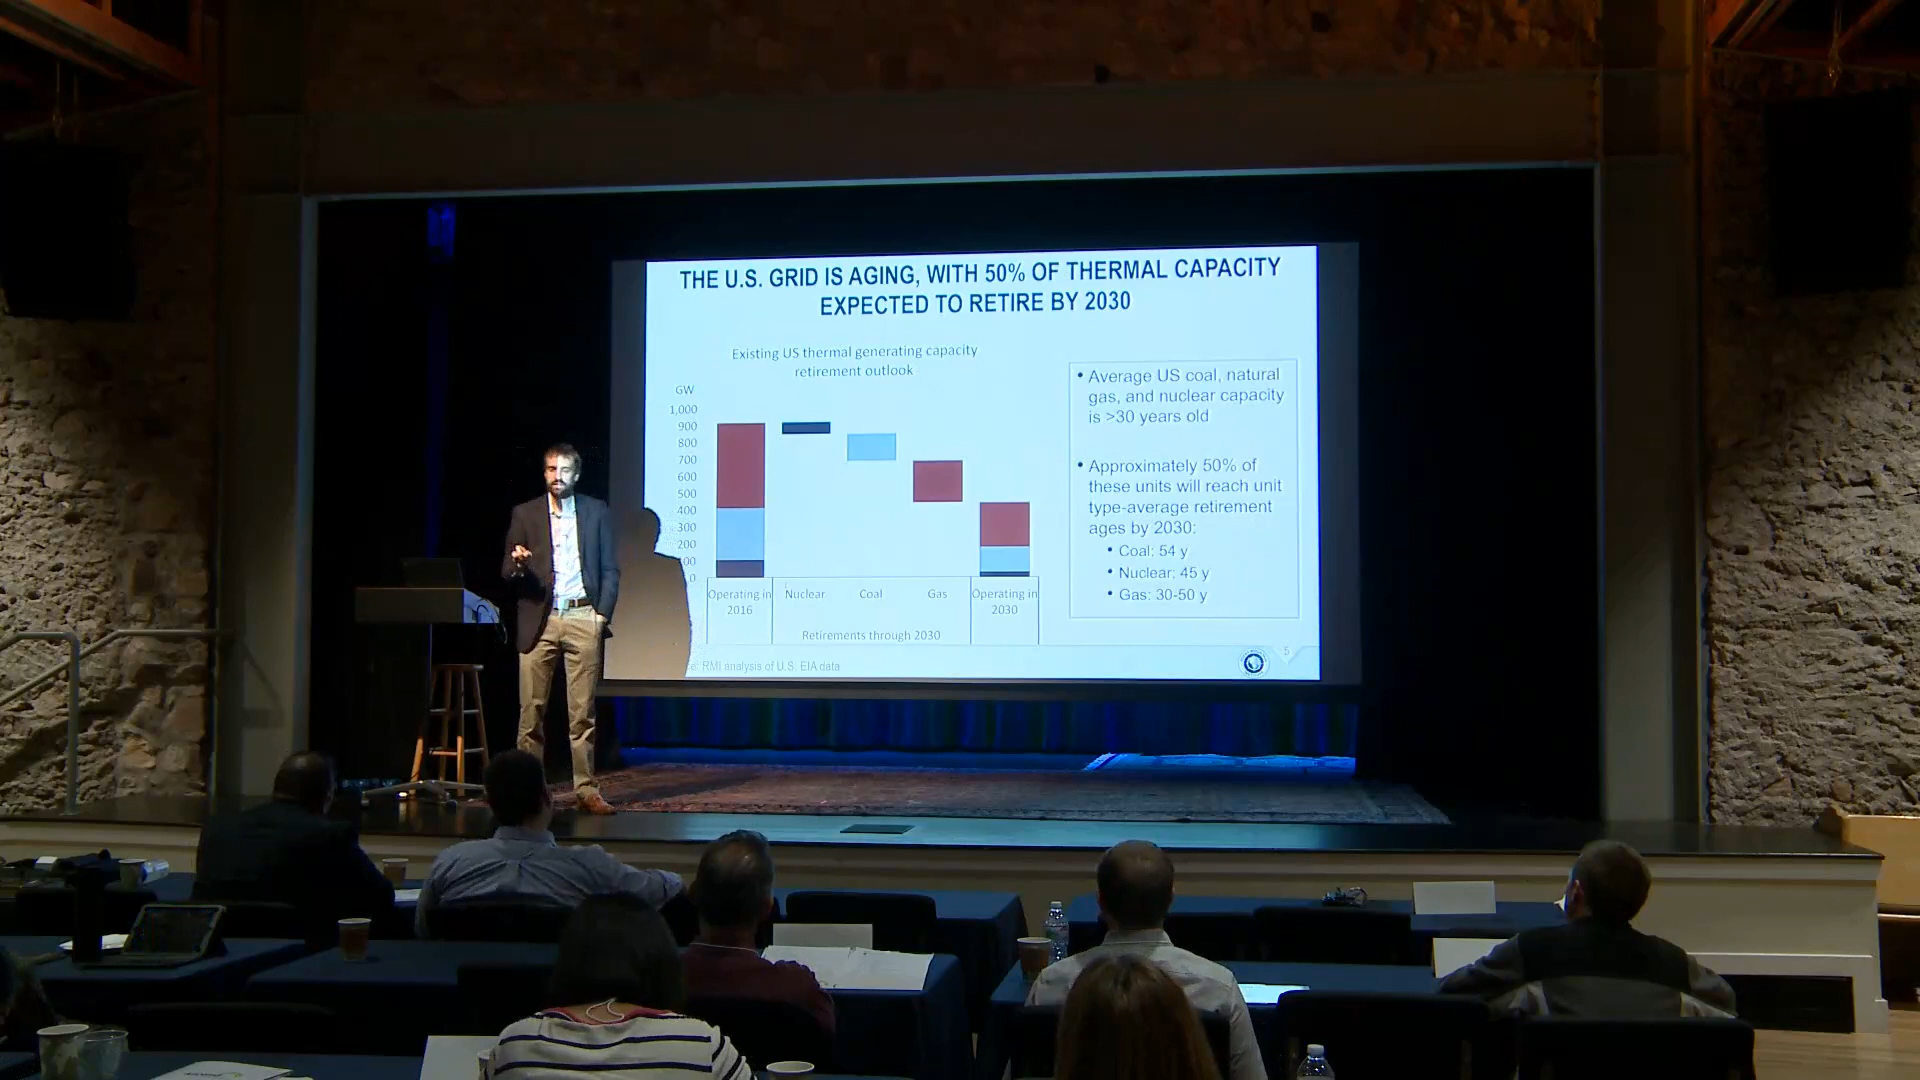 THE U.S. GRID IS AGING, WITH 50% OF THERMAL CAPACITY
EXPECTED TO RETIRE BY 2030
Existing US thermal generating capacity
retirement outlook
GW
1,000
900
800
700
600
500
400
300
200
00
0
Operating in
2016
Nuclear
Coal
Gas
Operating in
2030
Retirements through 2030
RMI analysis of U.S. EIA data
• Average US coal, natural
gas, and nuclear capacity
is >30 years old
• Approximately 50% of
these units will reach unit
type-average retirement
ages by 2030:
• Coal: 54 y
• Nuclear: 45 y
• Gas: 30-50 y
5